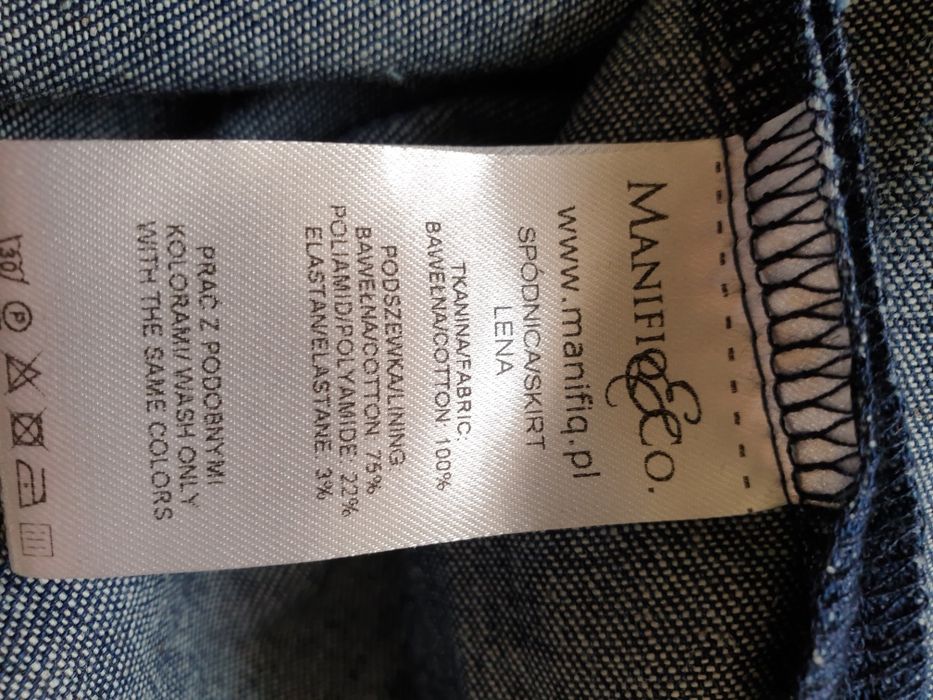 MANIFIQ&Co.
www.manifiq.pl
SPÓDNICA/SKIRT
LENA
TKANINA/FABRIC:
BAWEŁNA/COTTON 100%
PODSZEWKA/LINING
BAWEŁNA/COTTON 75%
POLIAMID/POLYAMIDE 22%
ELASTAN/ELASTANE 3%
PRAĆ Z PODOBNYMI
KOLORAMI/ WASH ONLY
WITH THE SAME COLORS
30 P